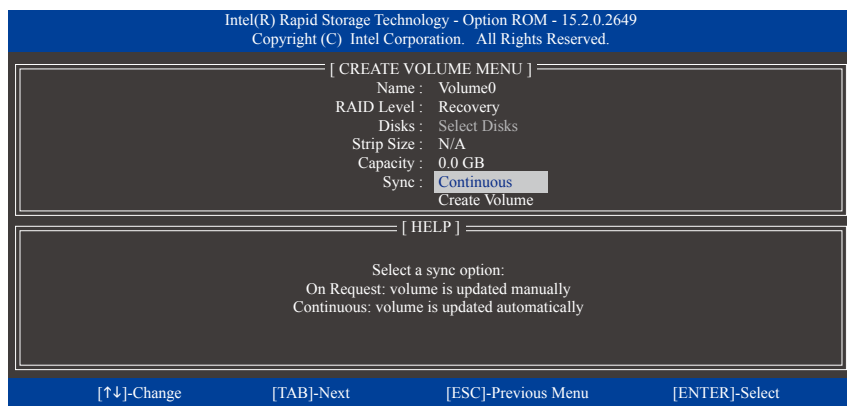 Intel(R) Rapid Storage Technology - Option ROM - 15.2.0.2649
Copyright (C) Intel Corporation. All Rights Reserved.
[ CREATE VOLUME MENU ]
Name : Volume0
RAID Level : Recovery
Disks : Select Disks
Strip Size : N/A
Capacity : 0.0 GB
Sync : Continuous
Create Volume
[ HELP ]
Select a sync option:
On Request: volume is updated manually
Continuous: volume is updated automatically
[↑↓]-Change [TAB]-Next [ESC]-Previous Menu [ENTER]-Select